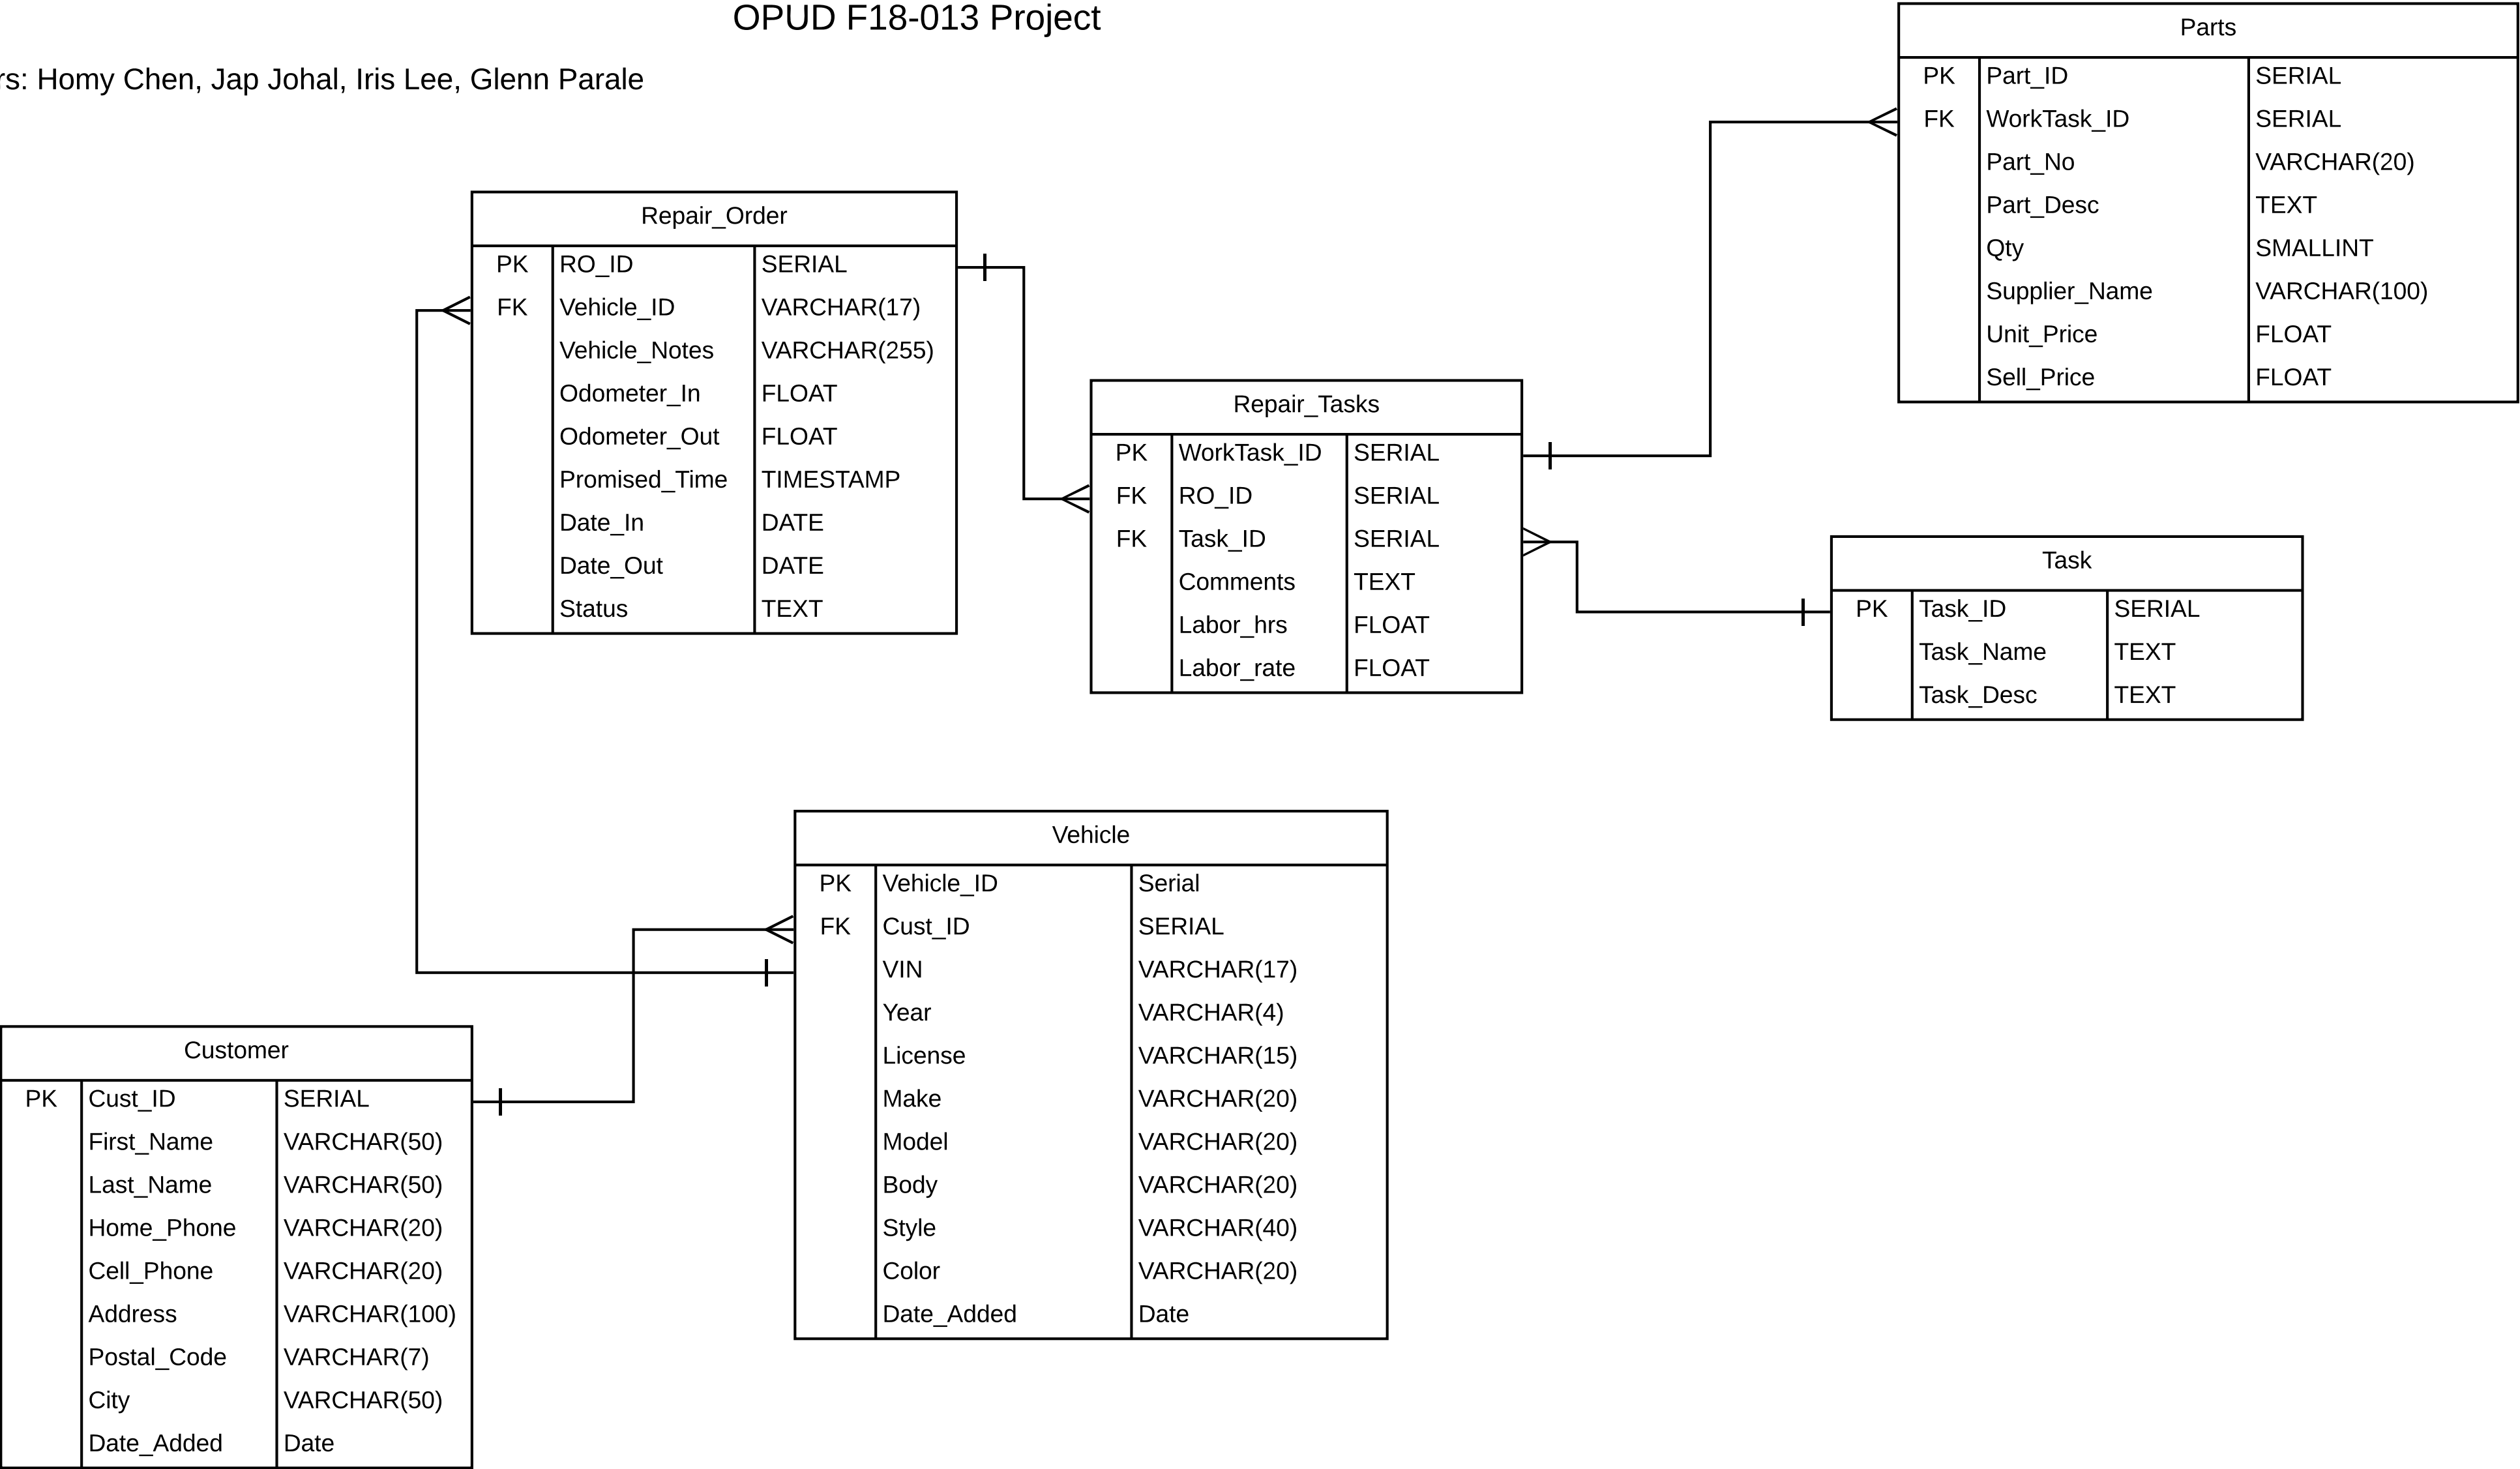 OPUD F18-013 Project
rs: Homy Chen, Jap Johal, Iris Lee, Glenn Parale
Parts
PK Part_ID SERIAL
FK WorkTask_ID SERIAL
Part_No VARCHAR(20)
Part_Desc TEXT
Qty SMALLINT
Supplier_Name VARCHAR(100)
Unit_Price FLOAT
Sell_Price FLOAT
Repair_Order
PK RO_ID SERIAL
FK Vehicle_ID VARCHAR(17)
Vehicle_Notes VARCHAR(255)
Odometer_In FLOAT
Odometer_Out FLOAT
Promised_Time TIMESTAMP
Date_In DATE
Date_Out DATE
Status TEXT
Repair_Tasks
PK WorkTask_ID SERIAL
FK RO_ID SERIAL
FK Task_ID SERIAL
Comments TEXT
Labor_hrs FLOAT
Labor_rate FLOAT
Task
PK Task_ID SERIAL
Task_Name TEXT
Task_Desc TEXT
Vehicle
PK Vehicle_ID Serial
FK Cust_ID SERIAL
VIN VARCHAR(17)
Year VARCHAR(4)
License VARCHAR(15)
Make VARCHAR(20)
Model VARCHAR(20)
Body VARCHAR(20)
Style VARCHAR(40)
Color VARCHAR(20)
Date_Added Date
Customer
PK Cust_ID SERIAL
First_Name VARCHAR(50)
Last_Name VARCHAR(50)
Home_Phone VARCHAR(20)
Cell_Phone VARCHAR(20)
Address VARCHAR(100)
Postal_Code VARCHAR(7)
City VARCHAR(50)
Date_Added Date